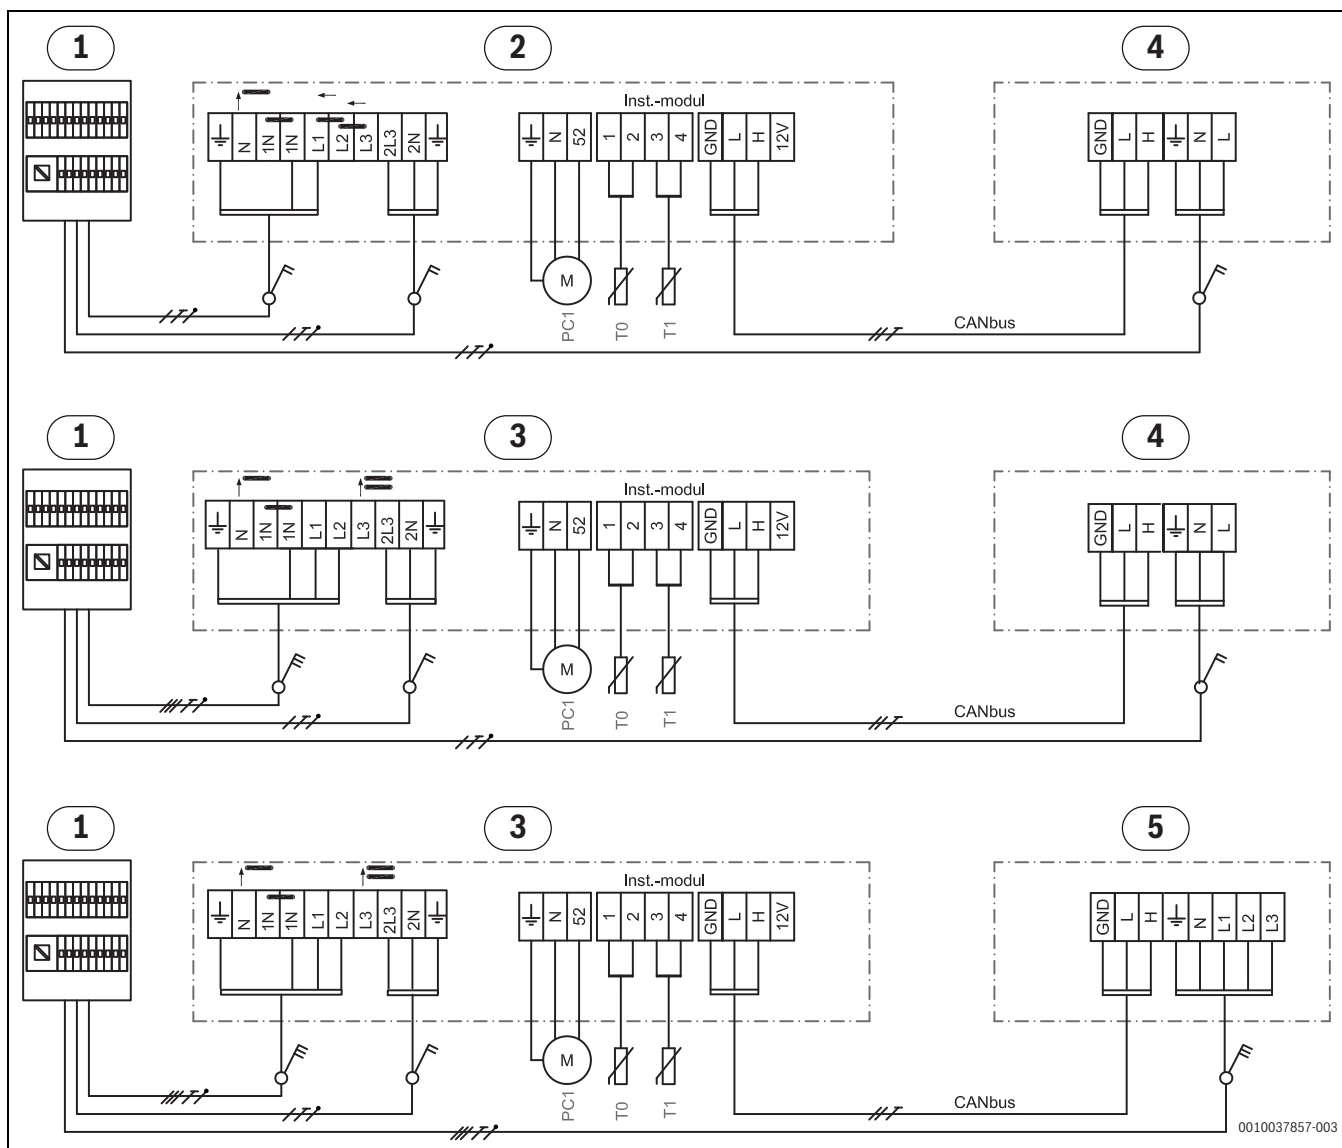 1 2 4
Inst.-modul
N 1N 1N L1 L2 L3 2L3 2N N 52 1 2 3 4 GND L H 12V GND L H N L
M
PC1 T0 T1
CANbus
1 3 4
Inst.-modul
N 1N 1N L1 L2 L3 2L3 2N N 52 1 2 3 4 GND L H 12V GND L H N L
M
PC1 T0 T1
CANbus
1 3 5
Inst.-modul
N 1N 1N L1 L2 L3 2L3 2N N 52 1 2 3 4 GND L H 12V GND L H N L1 L2 L3
M
PC1 T0 T1
CANbus
0010037857-003